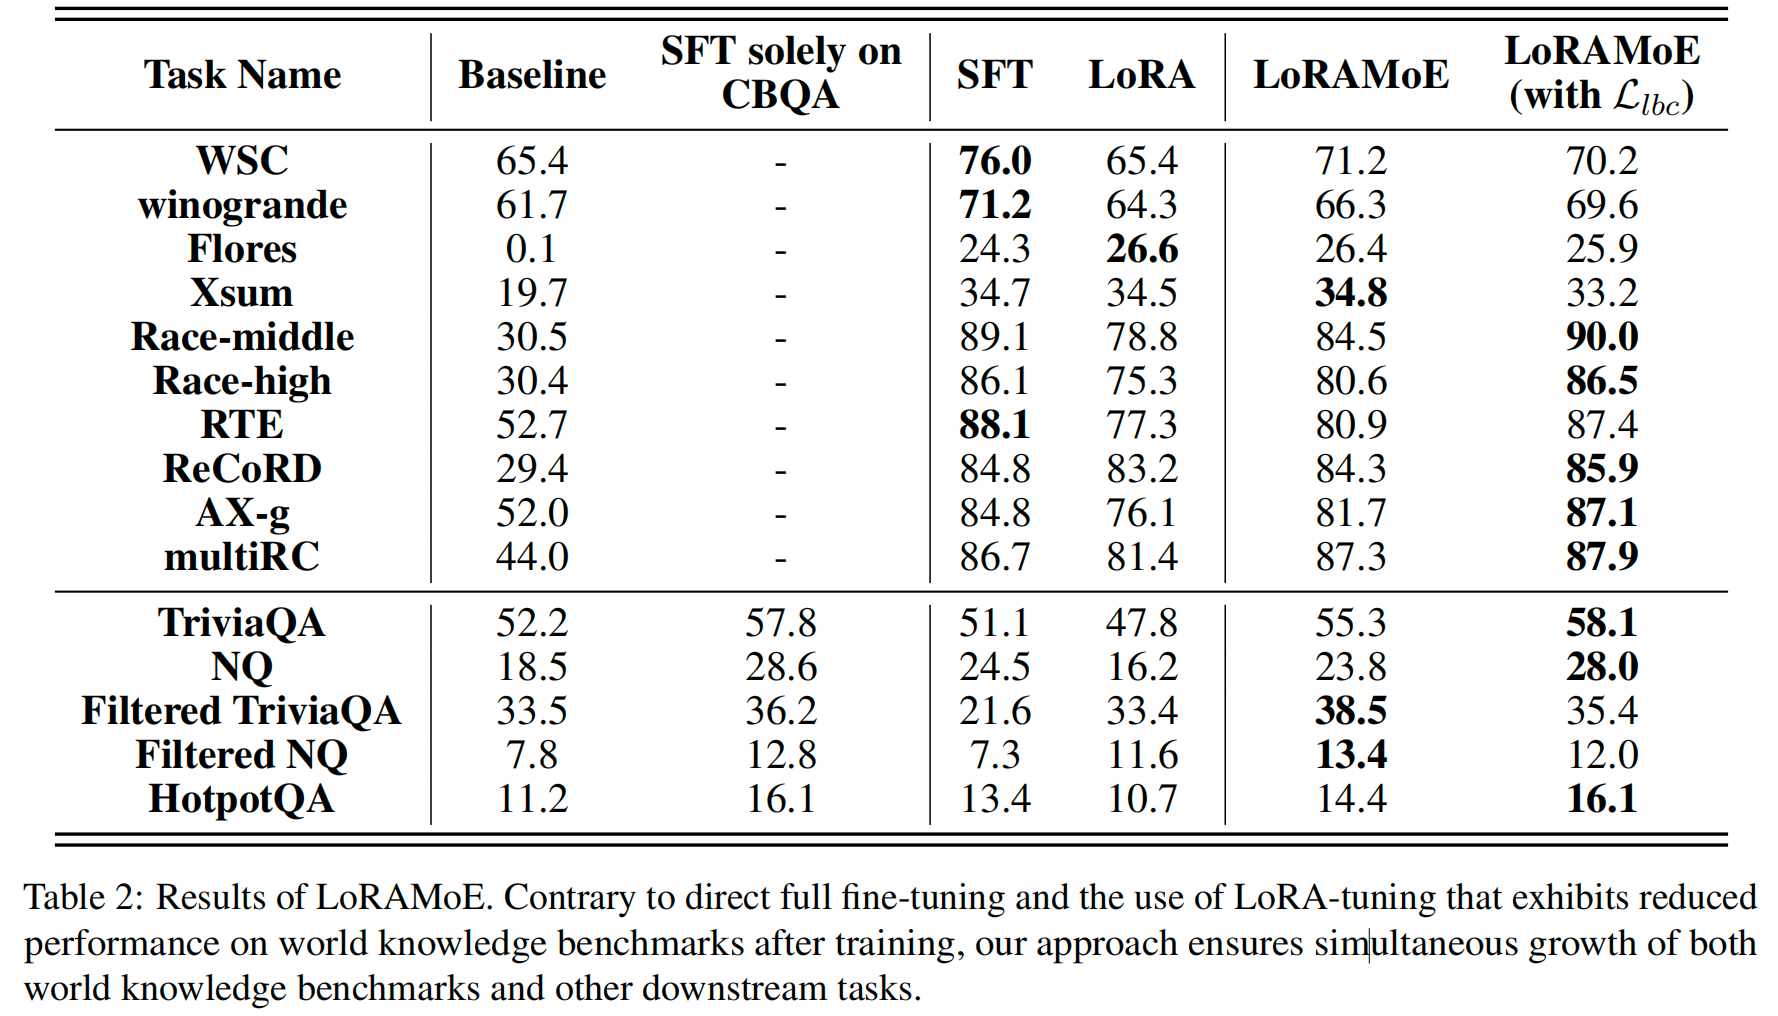 Task Name Baseline SFT solely on CBQA SFT LoRA LoRAMoE LoRAMoE (with ℒlbc)
WSC 65.4 - 76.0 65.4 71.2 70.2
winogrande 61.7 - 71.2 64.3 66.3 69.6
Flores 0.1 - 24.3 26.6 26.4 25.9
Xsum 19.7 - 34.7 34.5 34.8 33.2
Race-middle 30.5 - 89.1 78.8 84.5 90.0
Race-high 30.4 - 86.1 75.3 80.6 86.5
RTE 52.7 - 88.1 77.3 80.9 87.4
ReCoRD 29.4 - 84.8 83.2 84.3 85.9
AX-g 52.0 - 84.8 76.1 81.7 87.1
multiRC 44.0 - 86.7 81.4 87.3 87.9
TriviaQA 52.2 57.8 51.1 47.8 55.3 58.1
NQ 18.5 28.6 24.5 16.2 23.8 28.0
Filtered TriviaQA 33.5 36.2 21.6 33.4 38.5 35.4
Filtered NQ 7.8 12.8 7.3 11.6 13.4 12.0
HotpotQA 11.2 16.1 13.4 10.7 14.4 16.1
Table 2: Results of LoRAMoE. Contrary to direct full fine-tuning and the use of LoRA-tuning that exhibits reduced
performance on world knowledge benchmarks after training, our approach ensures simultaneous growth of both
world knowledge benchmarks and other downstream tasks.